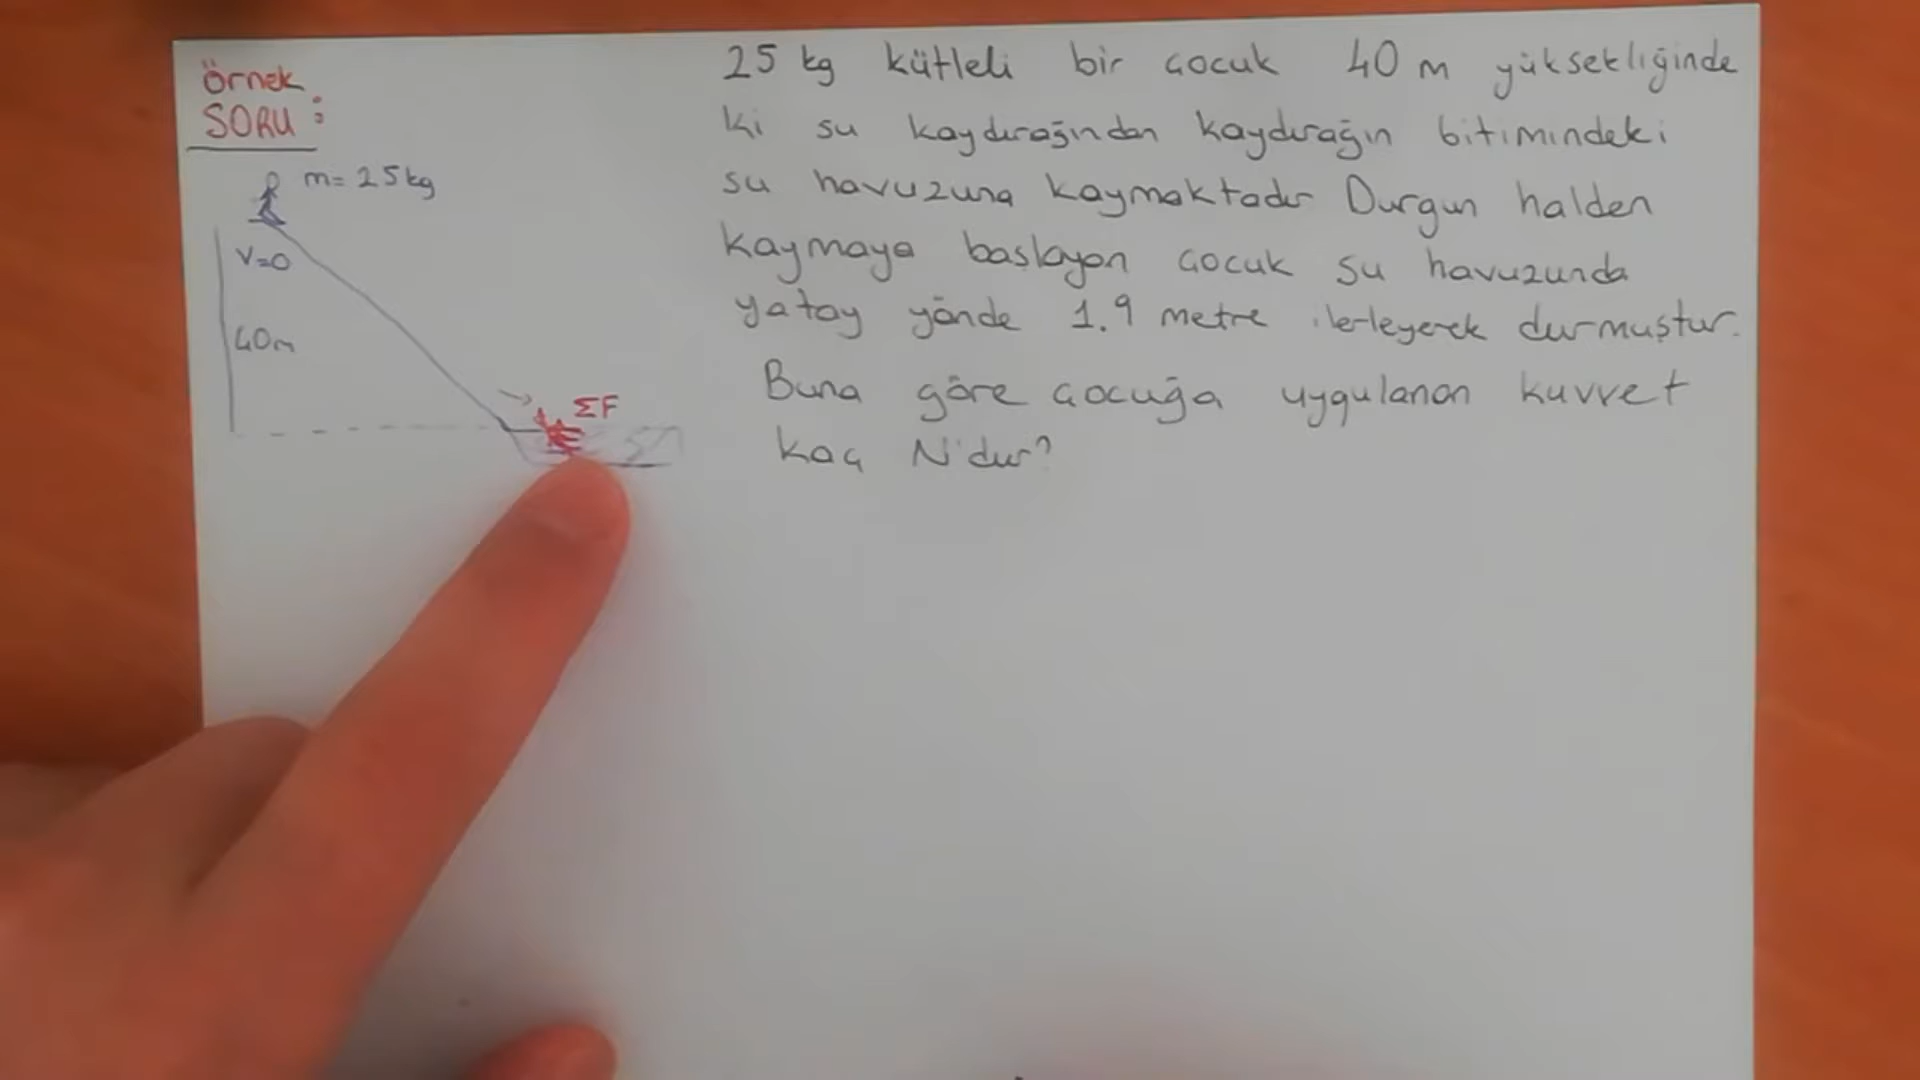 örnek
SORU:
m= 25kg
V=0
40m
ΣF
25 kg kütleli bir çocuk 40 m yüksekliğinde
ki su kaydırağından kaydırağın bitimindeki
su havuzuna kaymaktadır Durgun halden
kaymaya başlayan çocuk su havuzunda
yatay yönde 1.9 metre ilerleyerek durmuştur.
Buna göre çocuğa uygulanan kuvvet
kaç N'dur?